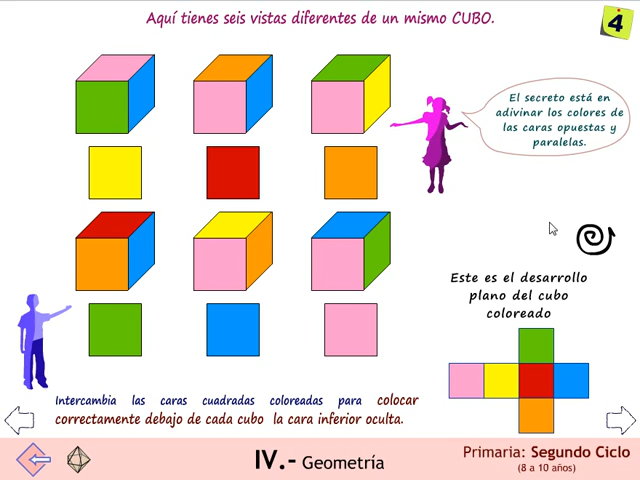 Aquí tienes seis vistas diferentes de un mismo CUBO.
4
El secreto está en
adivinar los colores de
las caras opuestas y
paralelas.
Este es el desarrollo
plano del cubo
coloreado
Intercambia las caras cuadradas coloreadas para colocar
correctamente debajo de cada cubo la cara inferior oculta.
IV.- Geometría
Primaria: Segundo Ciclo
(8 a 10 años)